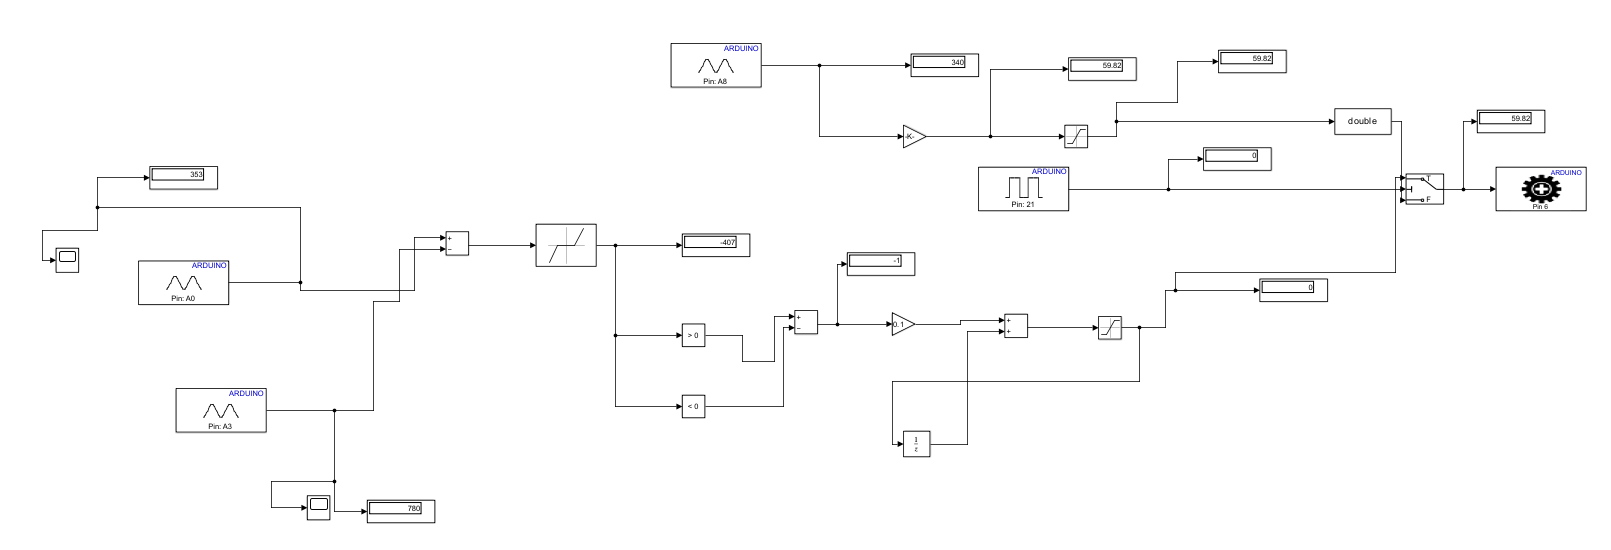 ARDUINO
Pin: A8
340
59.82
59.82
-K-
double
59.82
ARDUINO
Pin: 21
0
T
F
ARDUINO
Pin 6
353
ARDUINO
Pin: A0
+
−
-407
-1
> 0
+
−
0.1
+
+
0
< 0
ARDUINO
Pin: A3
1
z
780